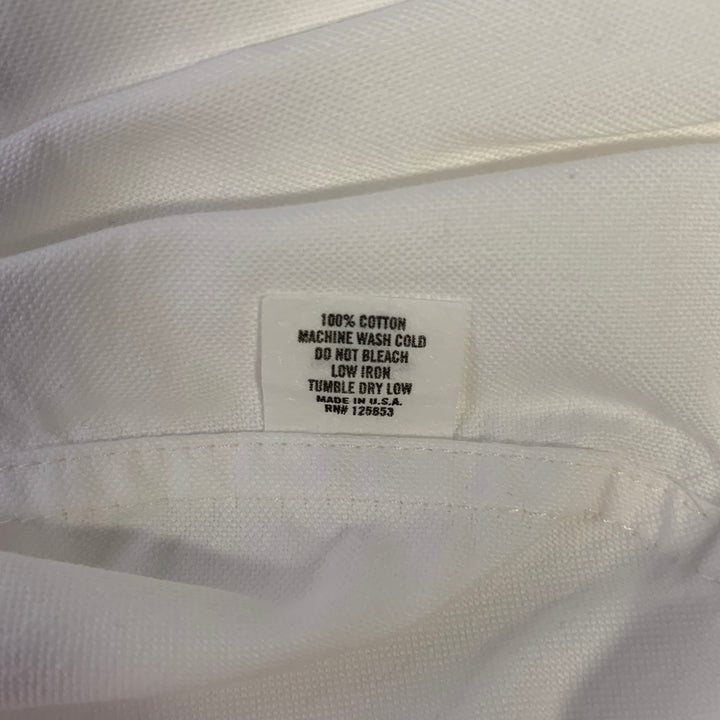 100% COTTON
MACHINE WASH COLD
DO NOT BLEACH
LOW IRON
TUMBLE DRY LOW
MADE IN U.S.A.
RN# 125853